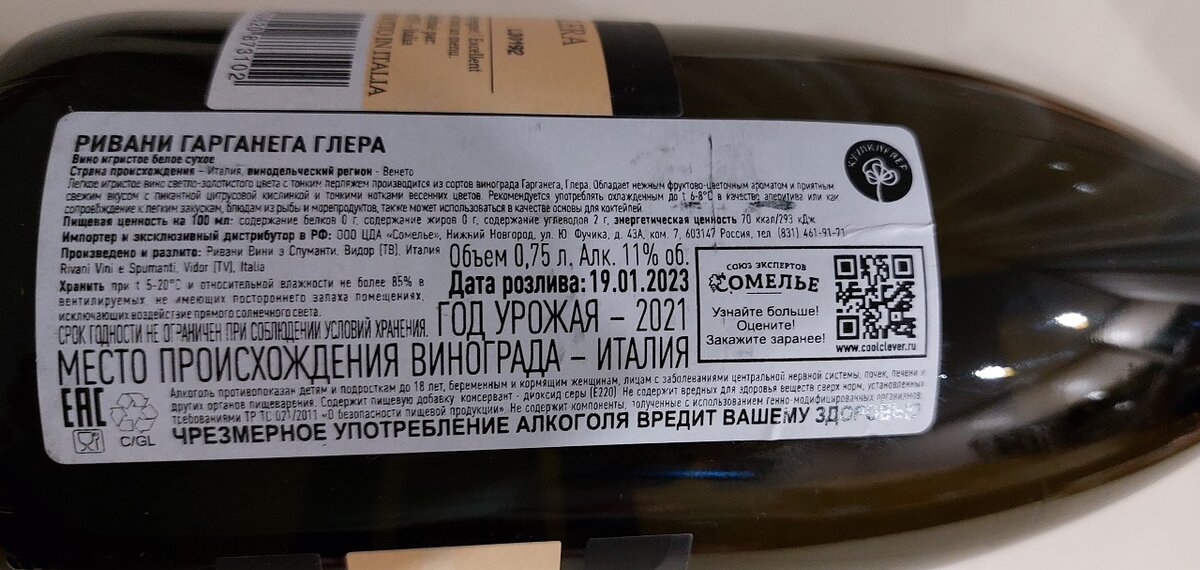 8020 873102
LERA
L30192
Excellent
menu.
Italia
IN ITALIA
РИВАНИ ГАРГАНЕГА ГЛЕРА
Вино игристое белое сухое
Страна происхождения - Италия, винодельческий регион - Венето
Легкое игристое вино светло-золотистого цвета с тонким перляжем производится из сортов винограда Гарганега, Глера. Обладает нежным фруктово-цветочным ароматом и приятным
свежим вкусом с пикантной цитрусовой кислинкой и тонкими нотками весенних цветов. Рекомендуется употреблять охлажденным до t 6-8°C в качестве аперитива или как
сопровождение к легким закускам, блюдам из рыбы и морепродуктов, также может использоваться в качестве основы для коктейлей.
Пищевая ценность на 100 мл: содержание белков 0 г, содержание жиров 0 г, содержание углеводов 2 г, энергетическая ценность 70 ккал/293 кДж
Импортер и эксклюзивный дистрибутор в РФ: ООО ЦДА «Сомелье», Нижний Новгород, ул. Ю. Фучика, д. 43А, ком. 7, 603147 Россия, тел. (831) 461-91-71
Произведено и разлито: Ривани Вини э Спуманти, Видор (ТВ), Италия
Rivani Vini e Spumanti, Vidor (TV), Italia
Хранить при t 5-20°C и относительной влажности не более 85% в
вентилируемых, не имеющих постороннего запаха помещениях,
исключающих воздействие прямого солнечного света.
СРОК ГОДНОСТИ НЕ ОГРАНИЧЕН ПРИ СОБЛЮДЕНИИ УСЛОВИЙ ХРАНЕНИЯ.
Объем 0,75 л. Алк. 11% об.
Дата розлива: 19.01.2023
ГОД УРОЖАЯ – 2021
МЕСТО ПРОИСХОЖДЕНИЯ ВИНОГРАДА – ИТАЛИЯ
СОЮЗ ЭКСПЕРТОВ
СОМЕЛЬЕ
Узнайте больше!
Оцените!
Закажите заранее!
www.coolclever.ru
EAC
C/GL
Алкоголь противопоказан детям и подросткам до 18 лет, беременным и кормящим женщинам, лицам с заболеваниями центральной нервной системы, почек, печени и
других органов пищеварения. Содержит пищевую добавку: консервант - диоксид серы (E220). Не содержит вредных для здоровья веществ сверх норм, установленных
требованиями ТР ТС 021/2011 «О безопасности пищевой продукции». Не содержит компоненты, полученные с использованием генно-модифицированных организмов.
ЧРЕЗМЕРНОЕ УПОТРЕБЛЕНИЕ АЛКОГОЛЯ ВРЕДИТ ВАШЕМУ ЗДОРОВЬЮ